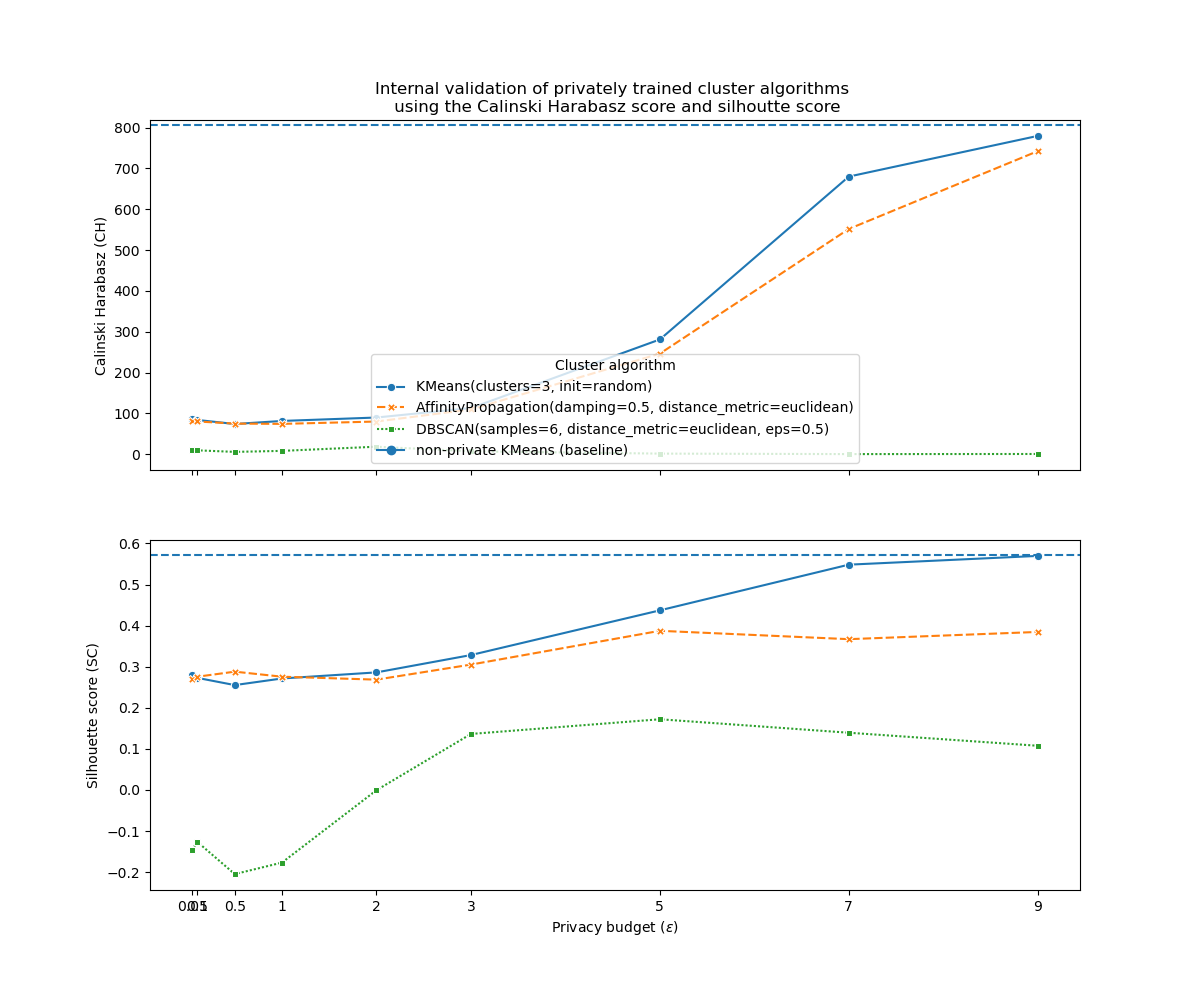 Internal validation of privately trained cluster algorithms
using the Calinski Harabasz score and silhoutte score
800
700
600
500
400
300
200
100
0
Calinski Harabasz (CH)
Cluster algorithm
KMeans(clusters=3, init=random)
AffinityPropagation(damping=0.5, distance_metric=euclidean)
DBSCAN(samples=6, distance_metric=euclidean, eps=0.5)
non-private KMeans (baseline)
0.6
0.5
0.4
0.3
0.2
0.1
0.0
−0.1
−0.2
Silhouette score (SC)
0.5 1 2 3 5 7 9
Privacy budget (ε)